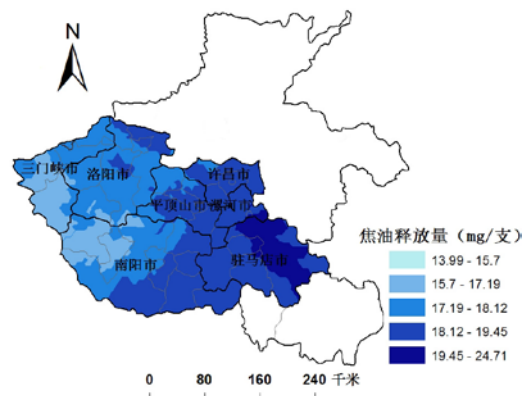 N
三门峡市
洛阳市
许昌市
平顶山市
漯河市
南阳市
驻马店市
焦油释放量（mg/支）
13.99 - 15.7
15.7 - 17.19
17.19 - 18.12
18.12 - 19.45
19.45 - 24.71
0 80 160 240 千米